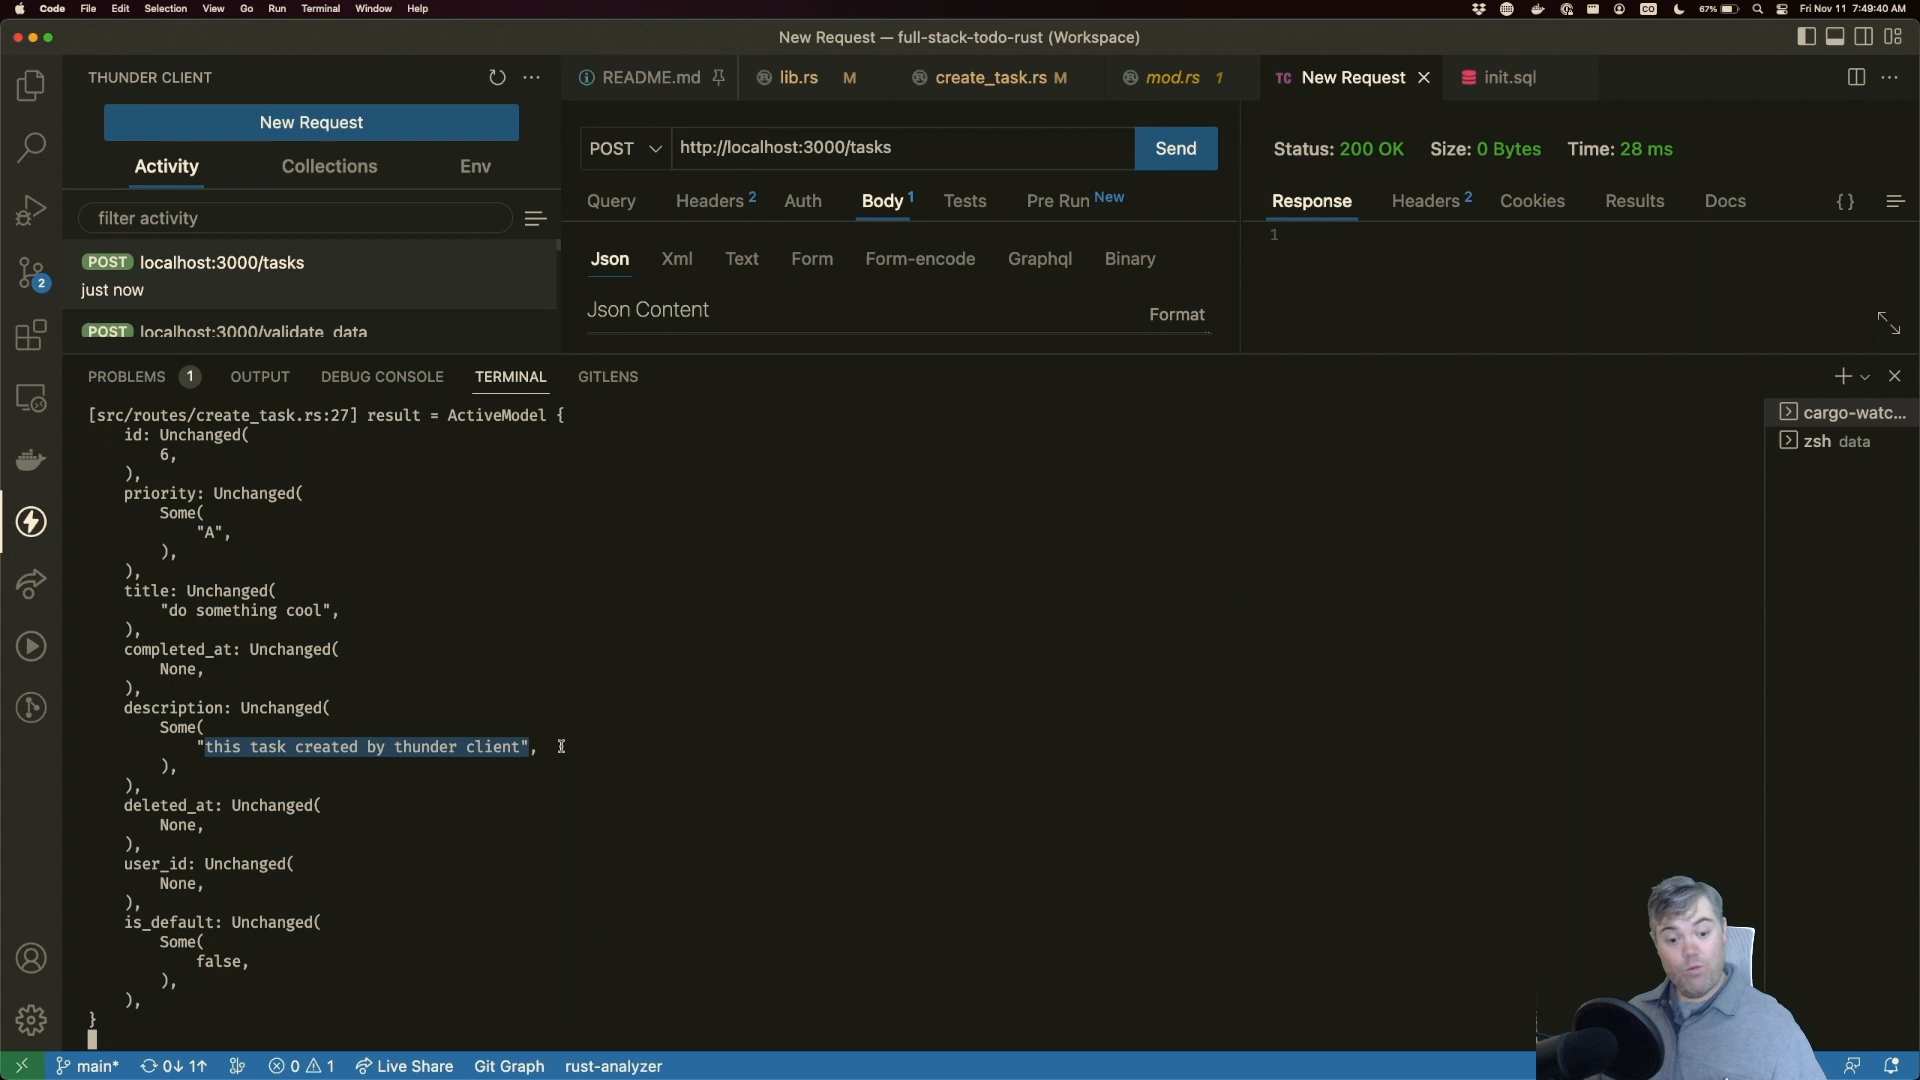 Code File Edit Selection View Go Run Terminal Window Help
CO 67% Fri Nov 11 7:49:40 AM
New Request — full-stack-todo-rust (Workspace)
THUNDER CLIENT
README.md lib.rs M create_task.rs M mod.rs 1 TC New Request init.sql
New Request
Activity Collections Env
filter activity
POST localhost:3000/tasks
just now
POST localhost:3000/validate_data
POST http://localhost:3000/tasks Send
Query Headers 2 Auth Body 1 Tests Pre Run New
Json Xml Text Form Form-encode Graphql Binary
Json Content Format
Status: 200 OK Size: 0 Bytes Time: 28 ms
Response Headers 2 Cookies Results Docs {}
1
2
PROBLEMS 1 OUTPUT DEBUG CONSOLE TERMINAL GITLENS
cargo-watc...
zsh data
[src/routes/create_task.rs:27] result = ActiveModel {
id: Unchanged(
6,
),
priority: Unchanged(
Some(
"A",
),
),
title: Unchanged(
"do something cool",
),
completed_at: Unchanged(
None,
),
description: Unchanged(
Some(
"this task created by thunder client",
),
),
deleted_at: Unchanged(
None,
),
user_id: Unchanged(
None,
),
is_default: Unchanged(
Some(
false,
),
),
}
main* 0↓ 1↑ 0 1 Live Share Git Graph rust-analyzer